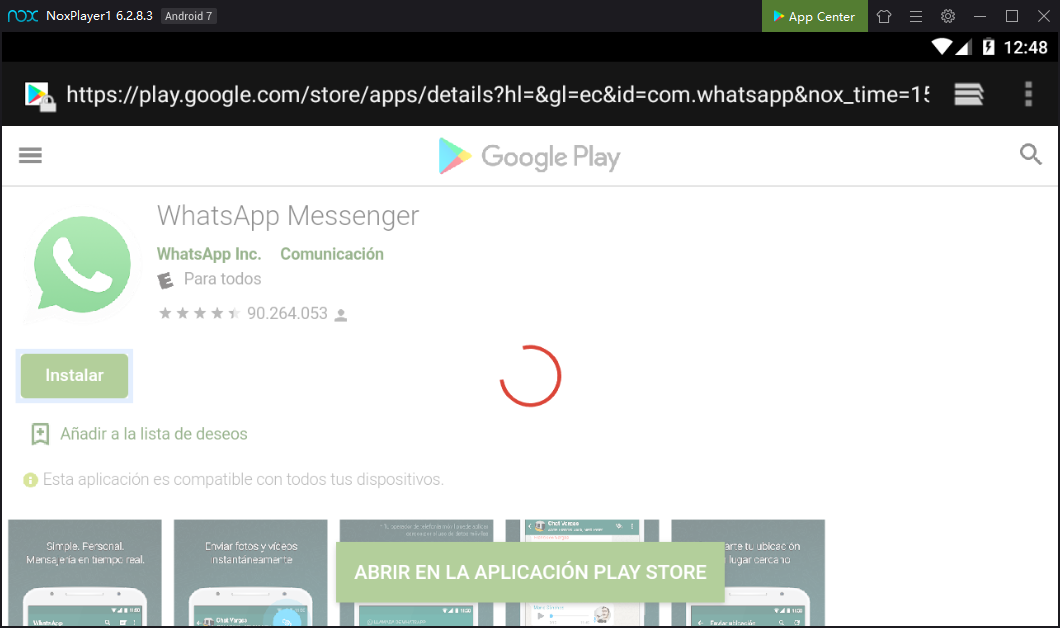 nox NoxPlayer1 6.2.8.3 Android 7 App Center
12:48
https://play.google.com/store/apps/details?hl=&gl=ec&id=com.whatsapp&nox_time=15
Google Play
WhatsApp Messenger
WhatsApp Inc. Comunicación
E Para todos
90.264.053
Instalar
Añadir a la lista de deseos
Esta aplicación es compatible con todos tus dispositivos.
Simple. Personal.
Mensajería en tiempo real.
Enviar fotos y vídeos
instantáneamente
Chat Vargas
arte tu ubicación
lugar cercano
ABRIR EN LA APLICACIÓN PLAY STORE
WhatsApp
Chat Vargas
Enviar ubicación